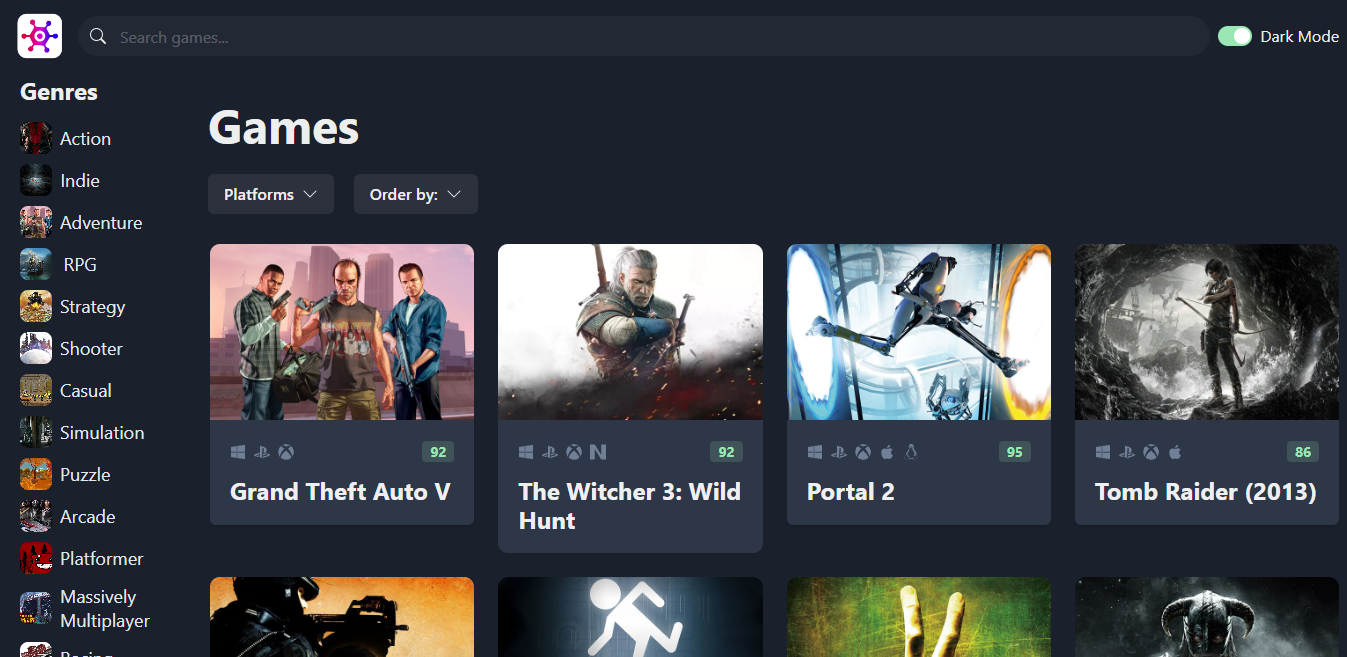 Search games...
Dark Mode
Genres
Action
Indie
Adventure
RPG
Strategy
Shooter
Casual
Simulation
Puzzle
Arcade
Platformer
Massively
Multiplayer
Games
Platforms
Order by:
92
Grand Theft Auto V
92
The Witcher 3: Wild
Hunt
95
Portal 2
86
Tomb Raider (2013)